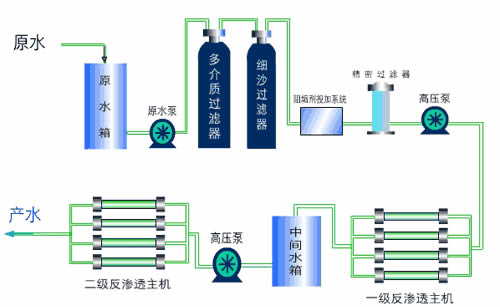 原水
原水箱
原水泵
多介质过滤器
细沙过滤器
阻垢剂投加系统
精密过滤器
高压泵
产水
二级反渗透主机
高压泵
中间水箱
一级反渗透主机